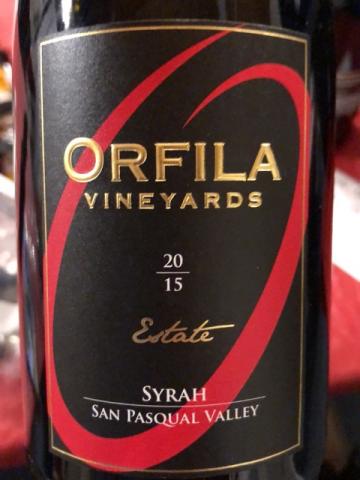 ORFILA
VINEYARDS
20
15
Estate
SYRAH
SAN PASQUAL VALLEY